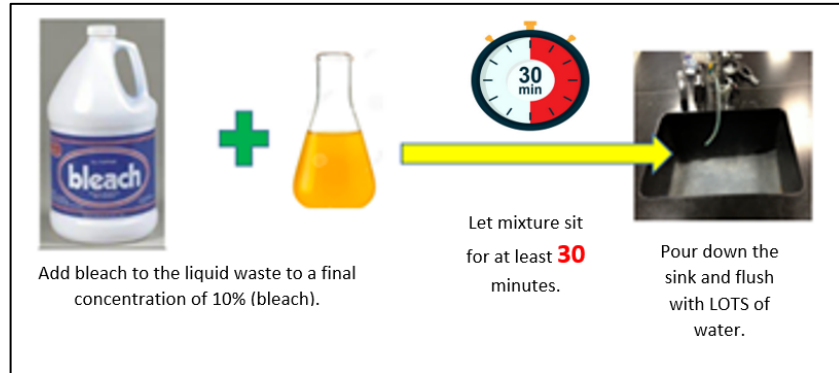 bleach
30
min
Add bleach to the liquid waste to a final
concentration of 10% (bleach).
Let mixture sit
for at least 30
minutes.
Pour down the
sink and flush
with LOTS of
water.